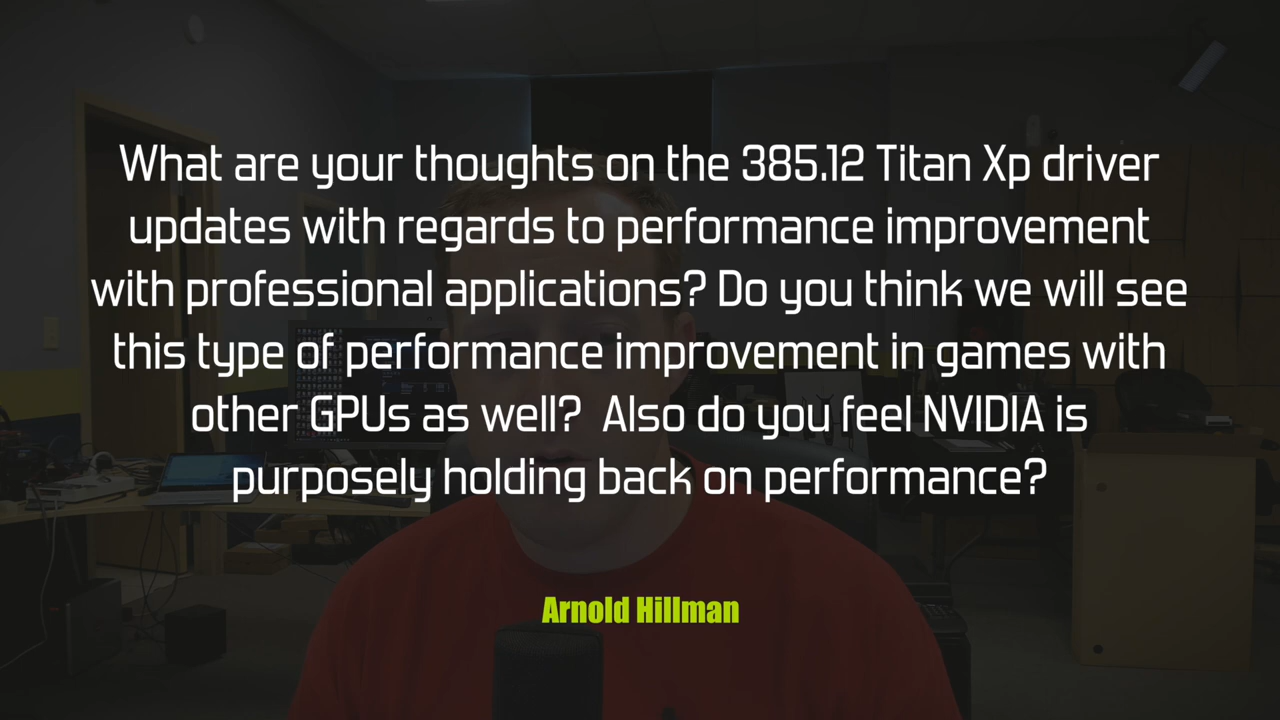 What are your thoughts on the 385.12 Titan Xp driver
updates with regards to performance improvement
with professional applications? Do you think we will see
this type of performance improvement in games with
other GPUs as well?  Also do you feel NVIDIA is
purposely holding back on performance?
Arnold Hillman